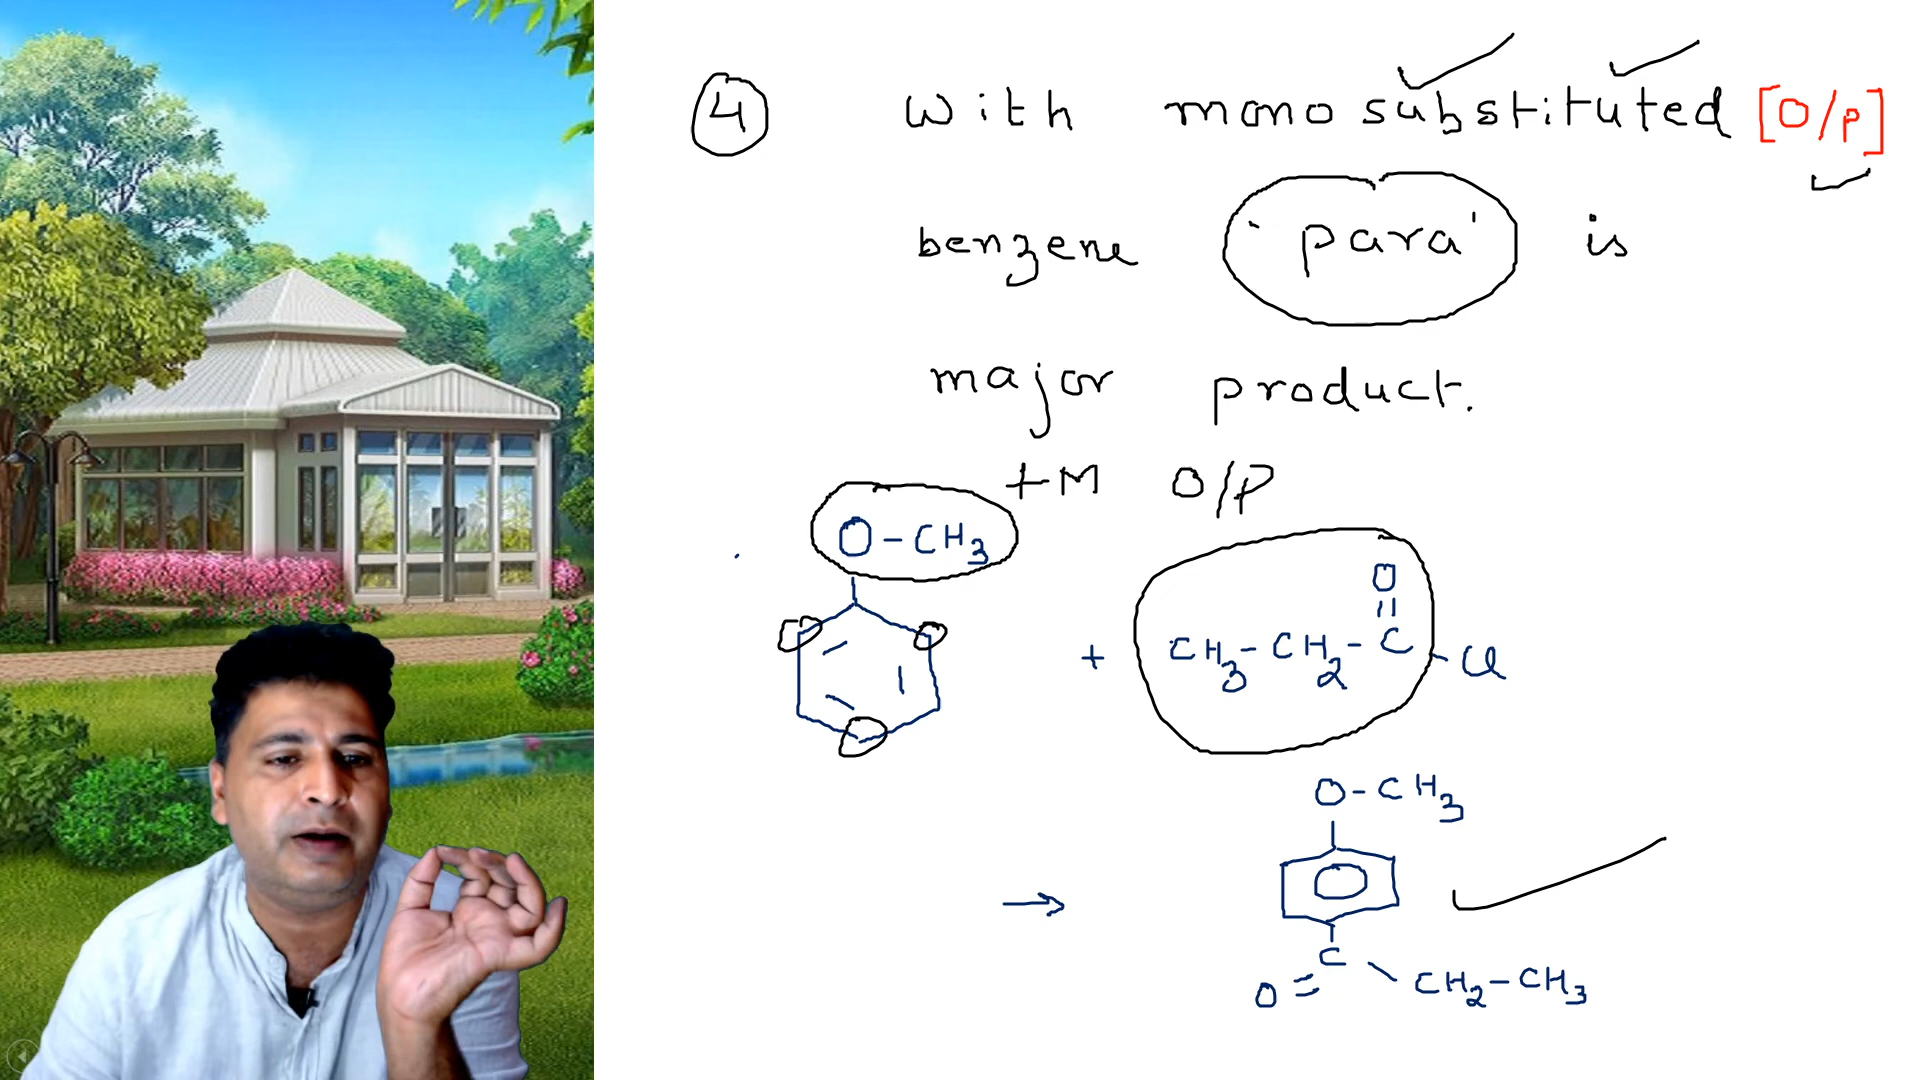 4 With mono substituted [O/P]
benzene 'para' is
major product.
+M O/P
O-CH3
O
||
+ CH3-CH2-C-Cl
O-CH3
→
C
O = CH2-CH3